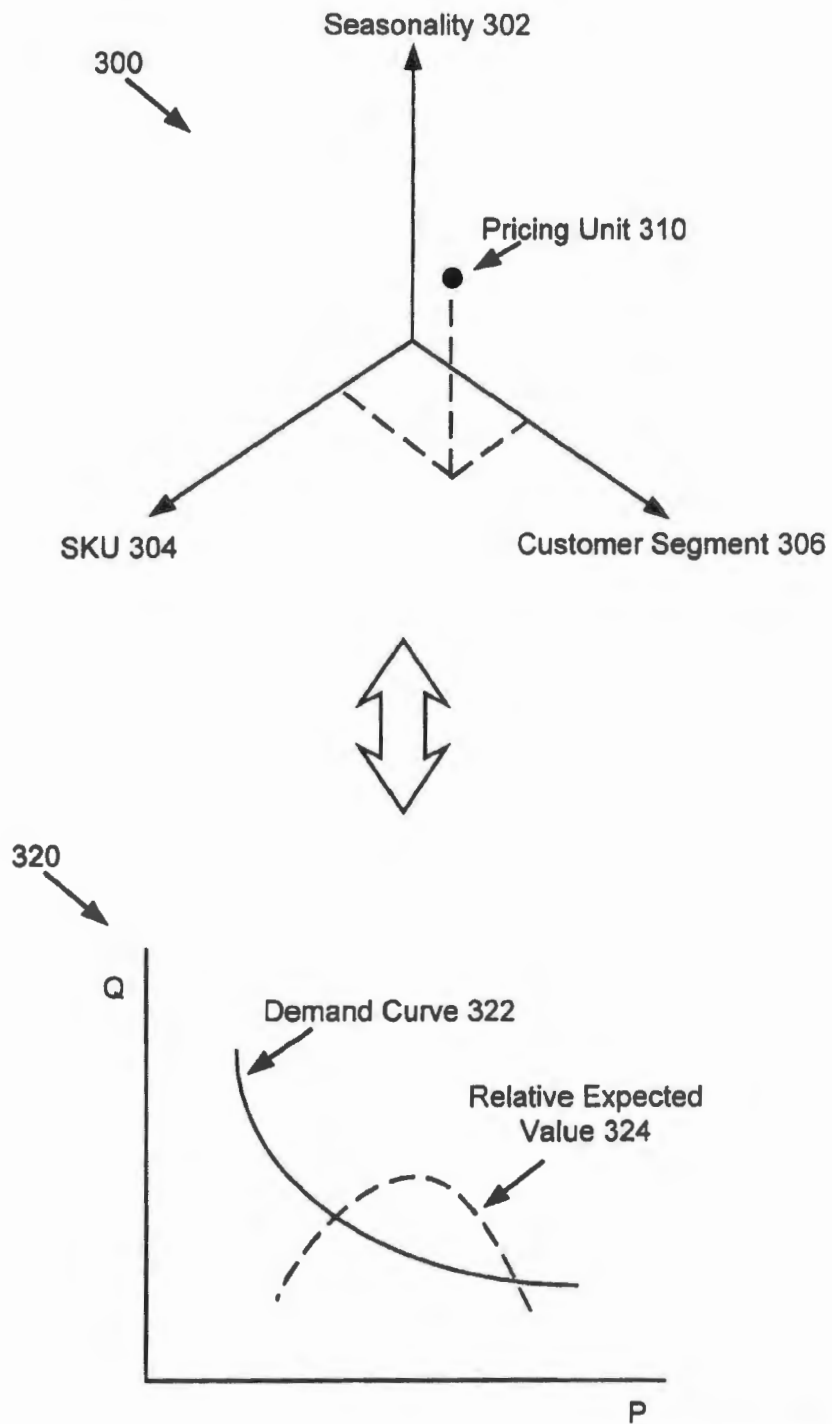 Seasonality 302
300
Pricing Unit 310
SKU 304
Customer Segment 306
320
Q
Demand Curve 322
Relative Expected
Value 324
P